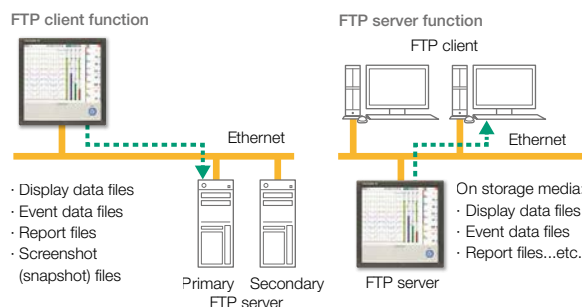 FTP client function
Ethernet
· Display data files
· Event data files
· Report files
· Screenshot
(snapshot) files
Primary Secondary
FTP server
FTP server function
FTP client
Ethernet
FTP server
On storage media:
· Display data files
· Event data files
· Report files...etc.